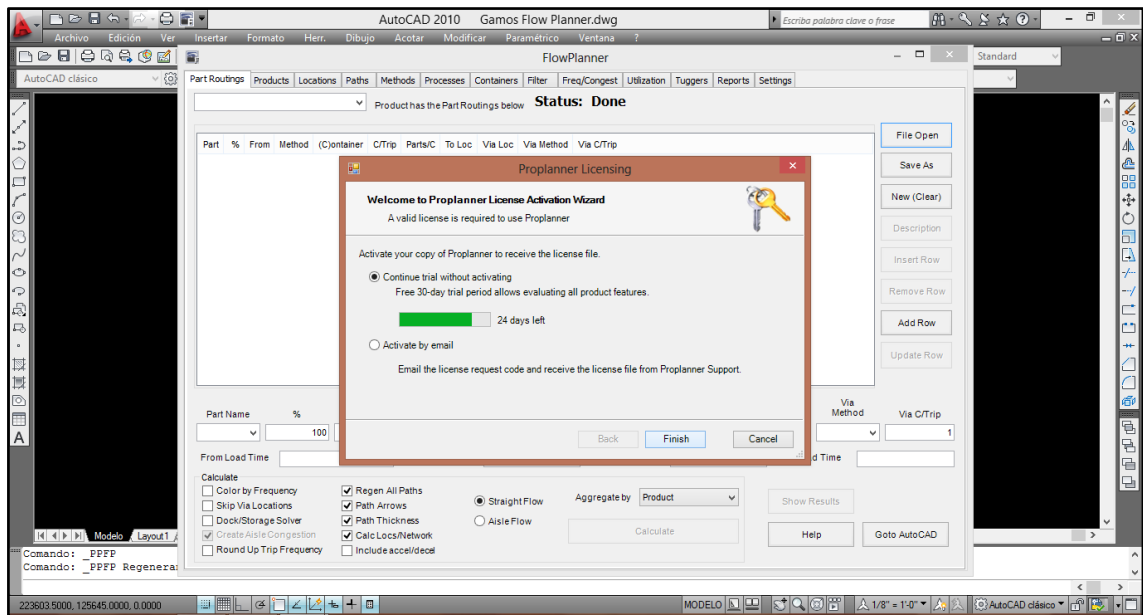 AutoCAD 2010 Gamos Flow Planner.dwg
Escriba palabra clave o frase
Archivo Edición Ver Insertar Formato Herr. Dibujo Acotar Modificar Paramétrico Ventana ?
FlowPlanner
Standard
AutoCAD clásico
Part Routings Products Locations Paths Methods Processes Containers Filter Freq/Congest Utilization Tuggers Reports Settings
Product has the Part Routings below Status: Done
File Open
Part % From Method (C)ontainer C/Trip Parts/C To Loc Via Loc Via Method Via C/Trip
Save As
New (Clear)
Description
Insert Row
Remove Row
Add Row
Update Row
Proplanner Licensing
Welcome to Proplanner License Activation Wizard
A valid license is required to use Proplanner
Activate your copy of Proplanner to receive the license file.
Continue trial without activating
Free 30-day trial period allows evaluating all product features.
24 days left
Activate by email
Email the license request code and receive the license file from Proplanner Support.
Back Finish Cancel
Part Name % Via Method Via C/Trip
100 1
From Load Time d Time
Calculate
Color by Frequency
Skip Via Locations
Dock/Storage Solver
Create Aisle Congestion
Round Up Trip Frequency
Regen All Paths
Path Arrows
Path Thickness
Calc Locs/Network
Include accel/decel
Straight Flow
Aisle Flow
Aggregate by Product
Calculate
Show Results
Help Goto AutoCAD
Modelo Layout1
Comando: _PPFP
Comando: _PPFP Regenera
223603.5000, 125645.0000, 0.0000 MODELO 1/8" = 1'-0" AutoCAD clásico